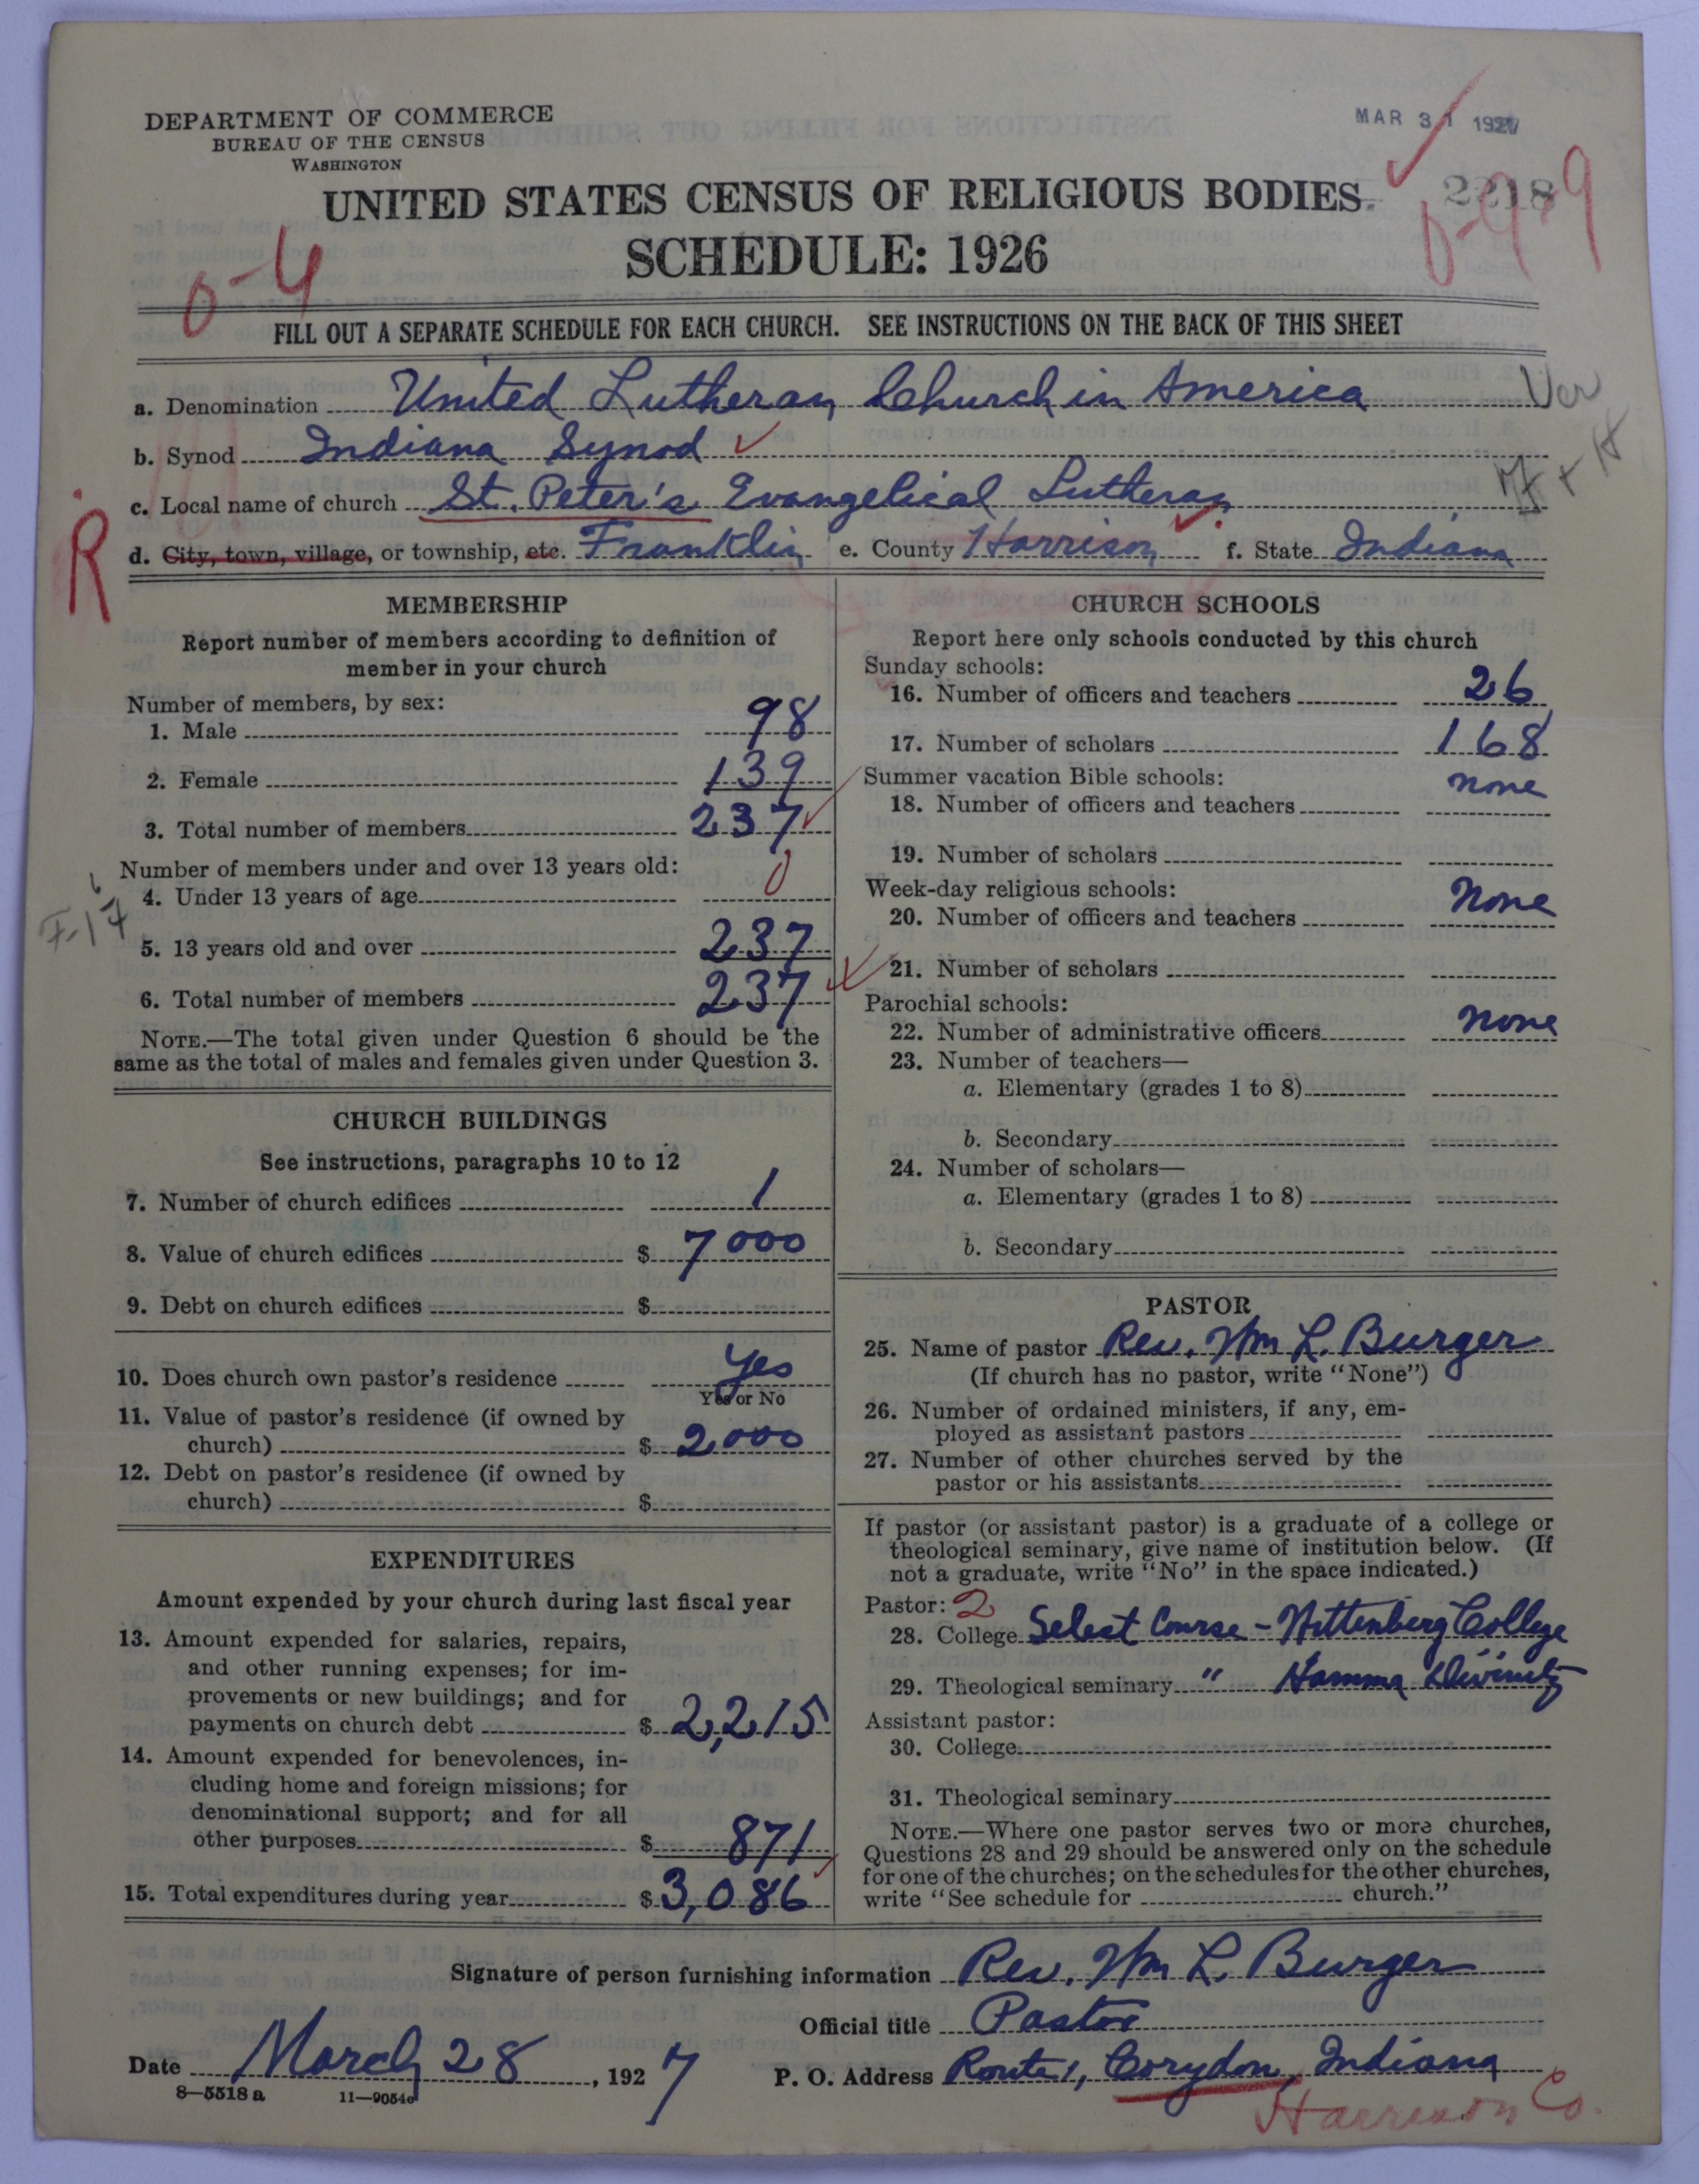 DEPARTMENT OF COMMERCE
BUREAU OF THE CENSUS
WASHINGTON
MAR 31 1927
2218
UNITED STATES CENSUS OF RELIGIOUS BODIES.
SCHEDULE: 1926
0-4
0-9-9
FILL OUT A SEPARATE SCHEDULE FOR EACH CHURCH. SEE INSTRUCTIONS ON THE BACK OF THIS SHEET
a. Denomination United Lutheran Church in America Ver
b. Synod Indiana Synod
c. Local name of church St. Peter's Evangelical Lutheran
R
d. City, town, village, or township, etc. Franklin e. County Harrison f. State Indiana
MEMBERSHIP
Report number of members according to definition of
member in your church
Number of members, by sex:
1. Male 98
2. Female 139
3. Total number of members 237
Number of members under and over 13 years old:
4. Under 13 years of age 0
F-17
5. 13 years old and over 237
6. Total number of members 237
NOTE.—The total given under Question 6 should be the
same as the total of males and females given under Question 3.
CHURCH BUILDINGS
See instructions, paragraphs 10 to 12
7. Number of church edifices 1
8. Value of church edifices $ 7000
9. Debt on church edifices $
10. Does church own pastor's residence Yes
Yes or No
11. Value of pastor's residence (if owned by
church) $ 2000
12. Debt on pastor's residence (if owned by
church) $
EXPENDITURES
Amount expended by your church during last fiscal year
13. Amount expended for salaries, repairs,
and other running expenses; for im-
provements or new buildings; and for
payments on church debt $ 2,215
14. Amount expended for benevolences, in-
cluding home and foreign missions; for
denominational support; and for all
other purposes $ 871
15. Total expenditures during year $ 3,086
CHURCH SCHOOLS
Report here only schools conducted by this church
Sunday schools:
16. Number of officers and teachers 26
17. Number of scholars 168
Summer vacation Bible schools:
18. Number of officers and teachers none
19. Number of scholars
Week-day religious schools:
20. Number of officers and teachers None
21. Number of scholars
Parochial schools:
22. Number of administrative officers none
23. Number of teachers—
a. Elementary (grades 1 to 8)
b. Secondary
24. Number of scholars—
a. Elementary (grades 1 to 8)
b. Secondary
PASTOR
25. Name of pastor Rev. Wm L. Burger
(If church has no pastor, write "None")
26. Number of ordained ministers, if any, em-
ployed as assistant pastors
27. Number of other churches served by the
pastor or his assistants
If pastor (or assistant pastor) is a graduate of a college or
theological seminary, give name of institution below. (If
not a graduate, write "No" in the space indicated.)
Pastor: 2
28. College Select Course - Wittenberg College
29. Theological seminary " Hamma Divinity
Assistant pastor:
30. College
31. Theological seminary
NOTE.—Where one pastor serves two or more churches,
Questions 28 and 29 should be answered only on the schedule
for one of the churches; on the schedules for the other churches,
write "See schedule for church."
Signature of person furnishing information Rev. Wm L. Burger
Official title Pastor
Date March 28, 1927 P. O. Address Route 1, Corydon, Indiana
8—5518 a 11—9054
Harrison Co.